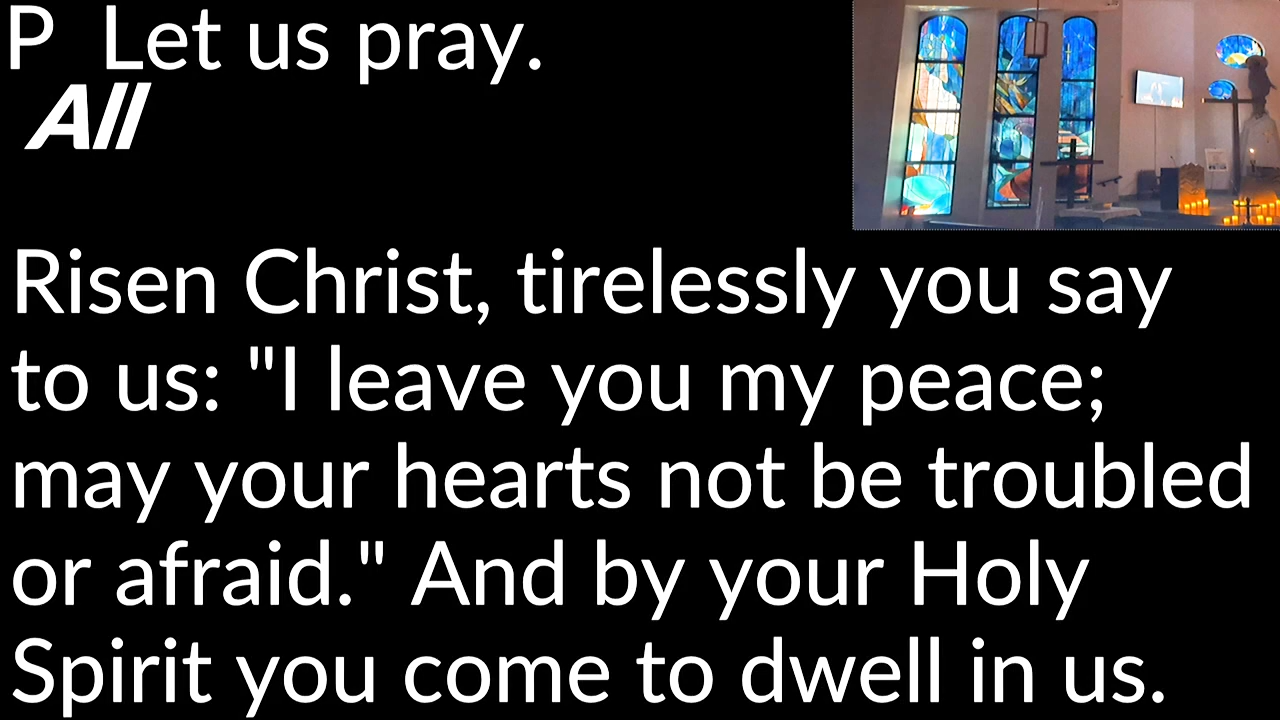 P Let us pray.
All
Risen Christ, tirelessly you say
to us: "I leave you my peace;
may your hearts not be troubled
or afraid." And by your Holy
Spirit you come to dwell in us.